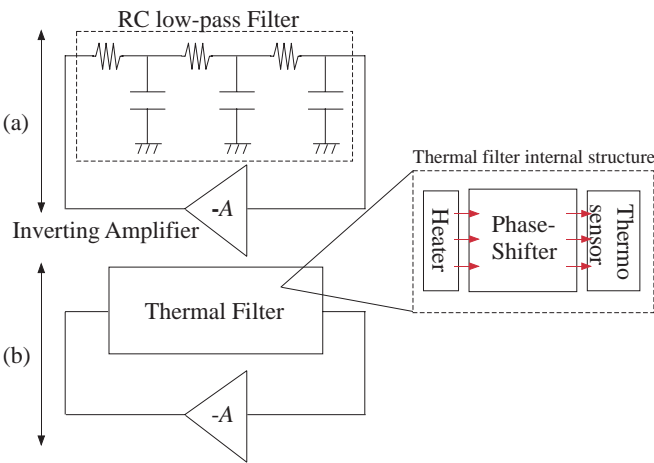 RC low-pass Filter
(a)
-A
Inverting Amplifier
Thermal filter internal structure
Heater
Phase-
Shifter
Thermo
sensor
Thermal Filter
(b)
-A